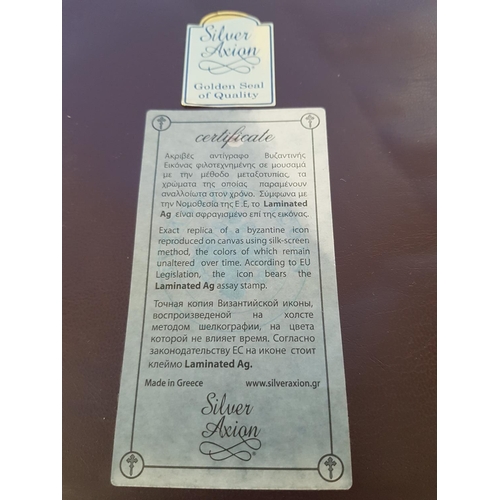 Silver
Axion
Golden Seal
of Quality
certificate
Ακριβές αντίγραφο Βυζαντινής
Εικόνας φιλοτεχνημένης σε μουσαμά
με την μέθοδο μεταξοτυπίας, τα
χρώματα της οποίας παραμένουν
αναλλοίωτα στον χρόνο. Σύμφωνα με
την Νομοθεσία της Ε.Ε, το Laminated
Ag είναι σφραγισμένο επί της εικόνας.
Exact replica of a byzantine icon
reproduced on canvas using silk-screen
method, the colors of which remain
unaltered over time. According to EU
Legislation, the icon bears the
Laminated Ag assay stamp.
Точная копия Византийской иконы,
воспроизведеной на холсте
методом шелкографии, на цвета
которой не влияет время. Согласно
законодательству ЕС на иконе стоит
клеймо Laminated Ag.
Made in Greece www.silveraxion.gr
Silver
Axion
®